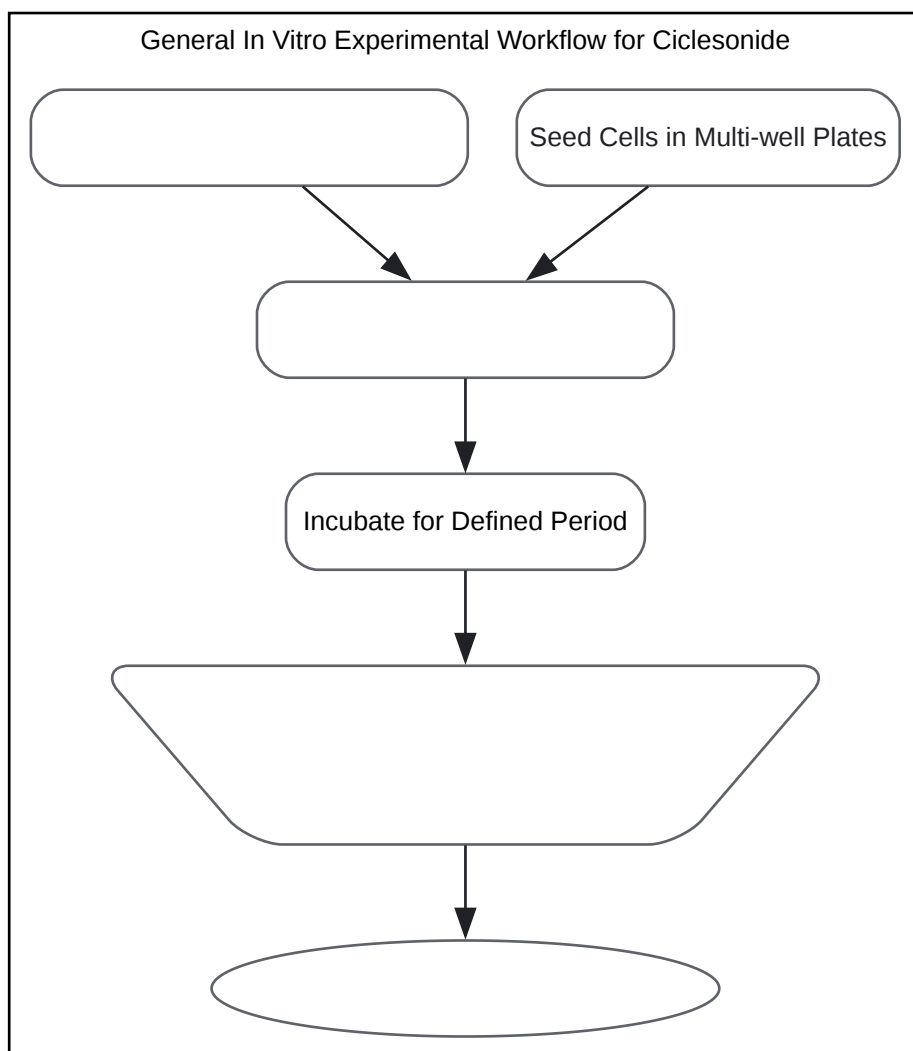 General In Vitro Experimental Workflow for Ciclesonide
Seed Cells in Multi-well Plates
Incubate for Defined Period